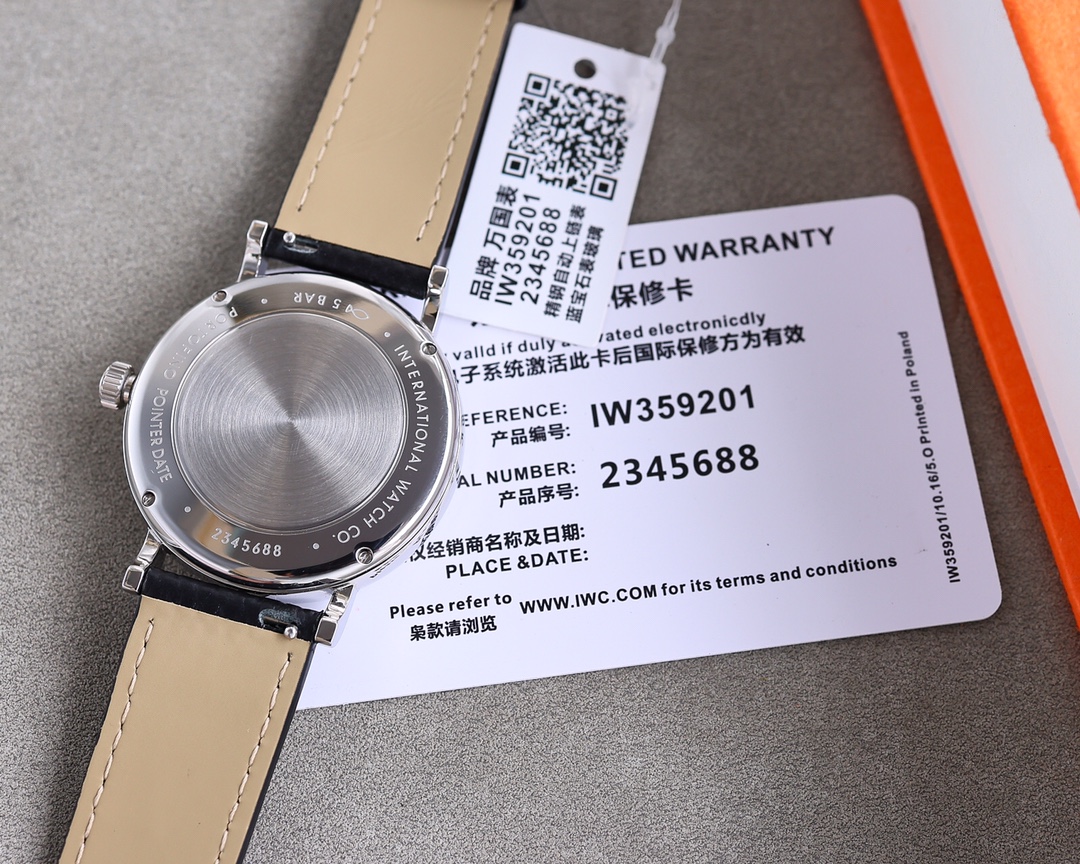 品牌 万国表
IW359201
2345688
精钢自动上链表
蓝宝石表玻璃
TED WARRANTY
保修卡
valld if duly vated electronicdly
子系统激活此卡后国际保修方为有效
EFERENCE: IW359201
产品编号:
AL NUMBER: 2345688
产品序号:
经销商名称及日期:
PLACE &DATE:
Please refer to WWW.IWC.COM for its terms and conditions
枭款请浏览
IW359201/10.16/5.O Printed in Poland
5 BAR
INTERNATIONAL WATCH CO.
2345688
POINTER DATE